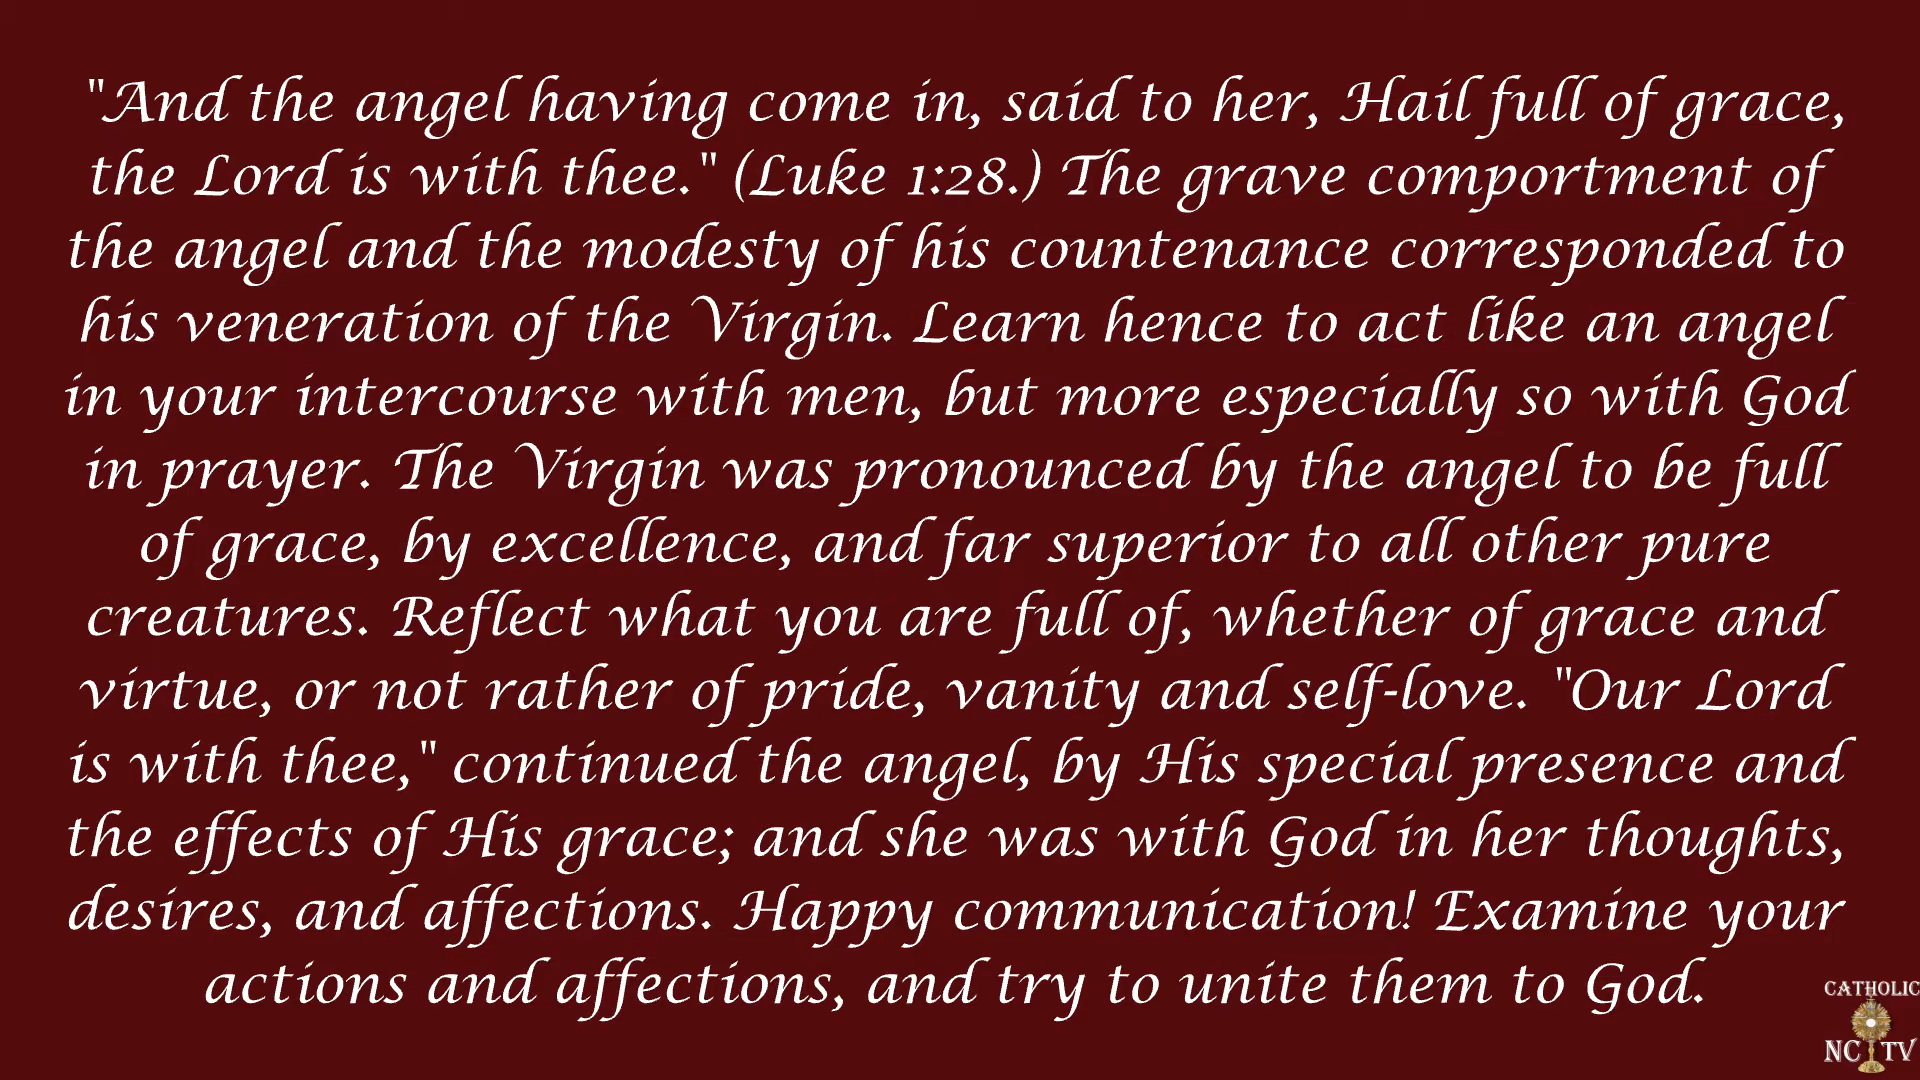 "And the angel having come in, said to her, Hail full of grace,
the Lord is with thee." (Luke 1:28.) The grave comportment of
the angel and the modesty of his countenance corresponded to
his veneration of the Virgin. Learn hence to act like an angel
in your intercourse with men, but more especially so with God
in prayer. The Virgin was pronounced by the angel to be full
of grace, by excellence, and far superior to all other pure
creatures. Reflect what you are full of, whether of grace and
virtue, or not rather of pride, vanity and self-love. "Our Lord
is with thee," continued the angel, by His special presence and
the effects of His grace; and she was with God in her thoughts,
desires, and affections. Happy communication! Examine your
actions and affections, and try to unite them to God.
CATHOLIC
NC TV